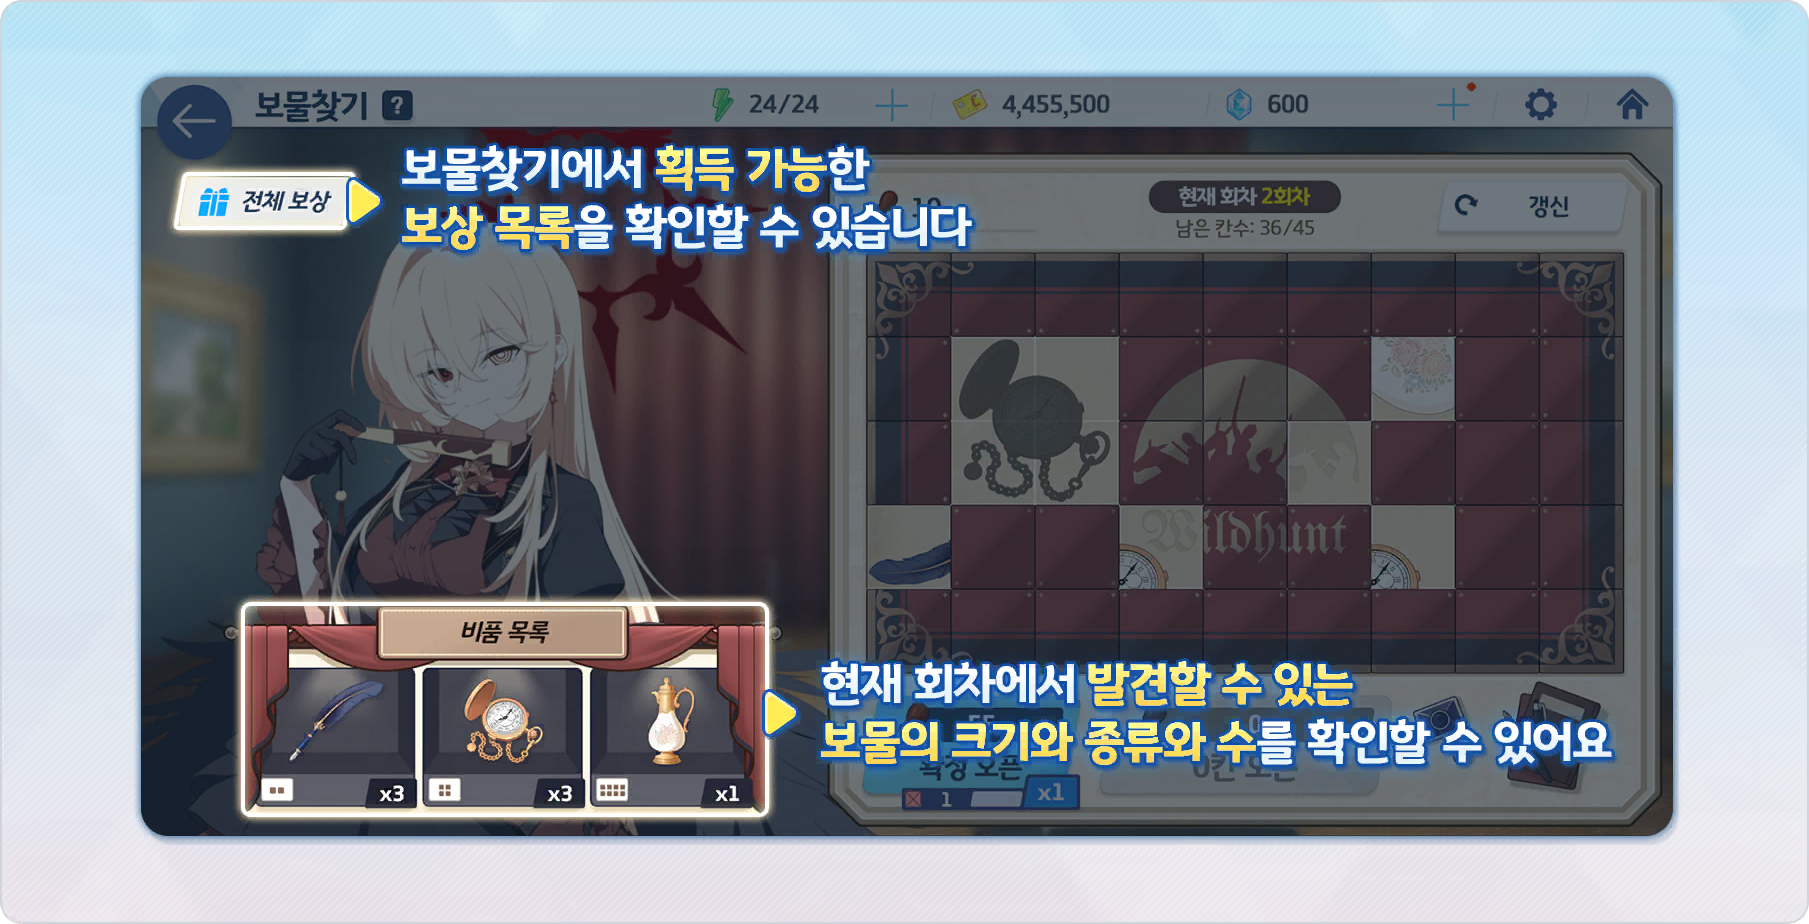 보물찾기 ?
24/24
4,455,500
600
전체 보상
보물찾기에서 획득 가능한
보상 목록을 확인할 수 있습니다
현재 회차 2회차
남은 칸수: 36/45
갱신
Wildhunt
비품 목록
x3
x3
x1
현재 회차에서 발견할 수 있는
보물의 크기와 종류와 수를 확인할 수 있어요
1
x1